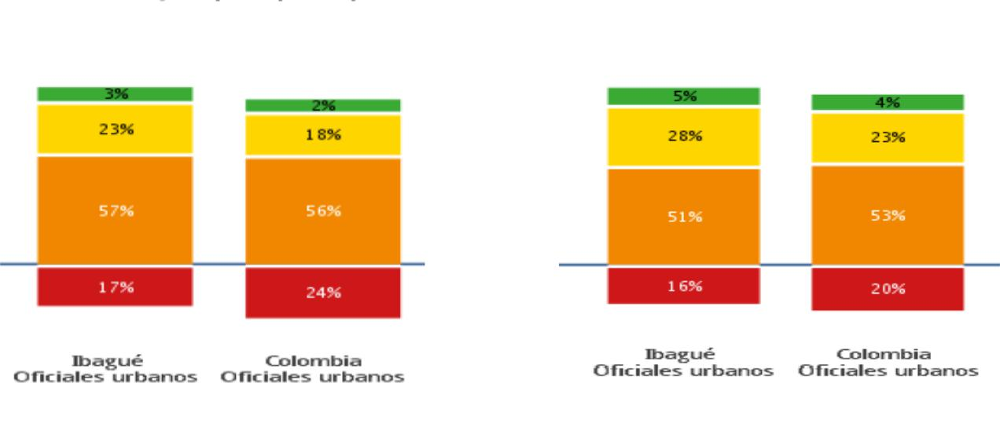 3%
23%
57%
17%
2%
18%
56%
24%
Ibagué
Oficiales urbanos
Colombia
Oficiales urbanos
5%
28%
51%
16%
4%
23%
53%
20%
Ibagué
Oficiales urbanos
Colombia
Oficiales urbanos